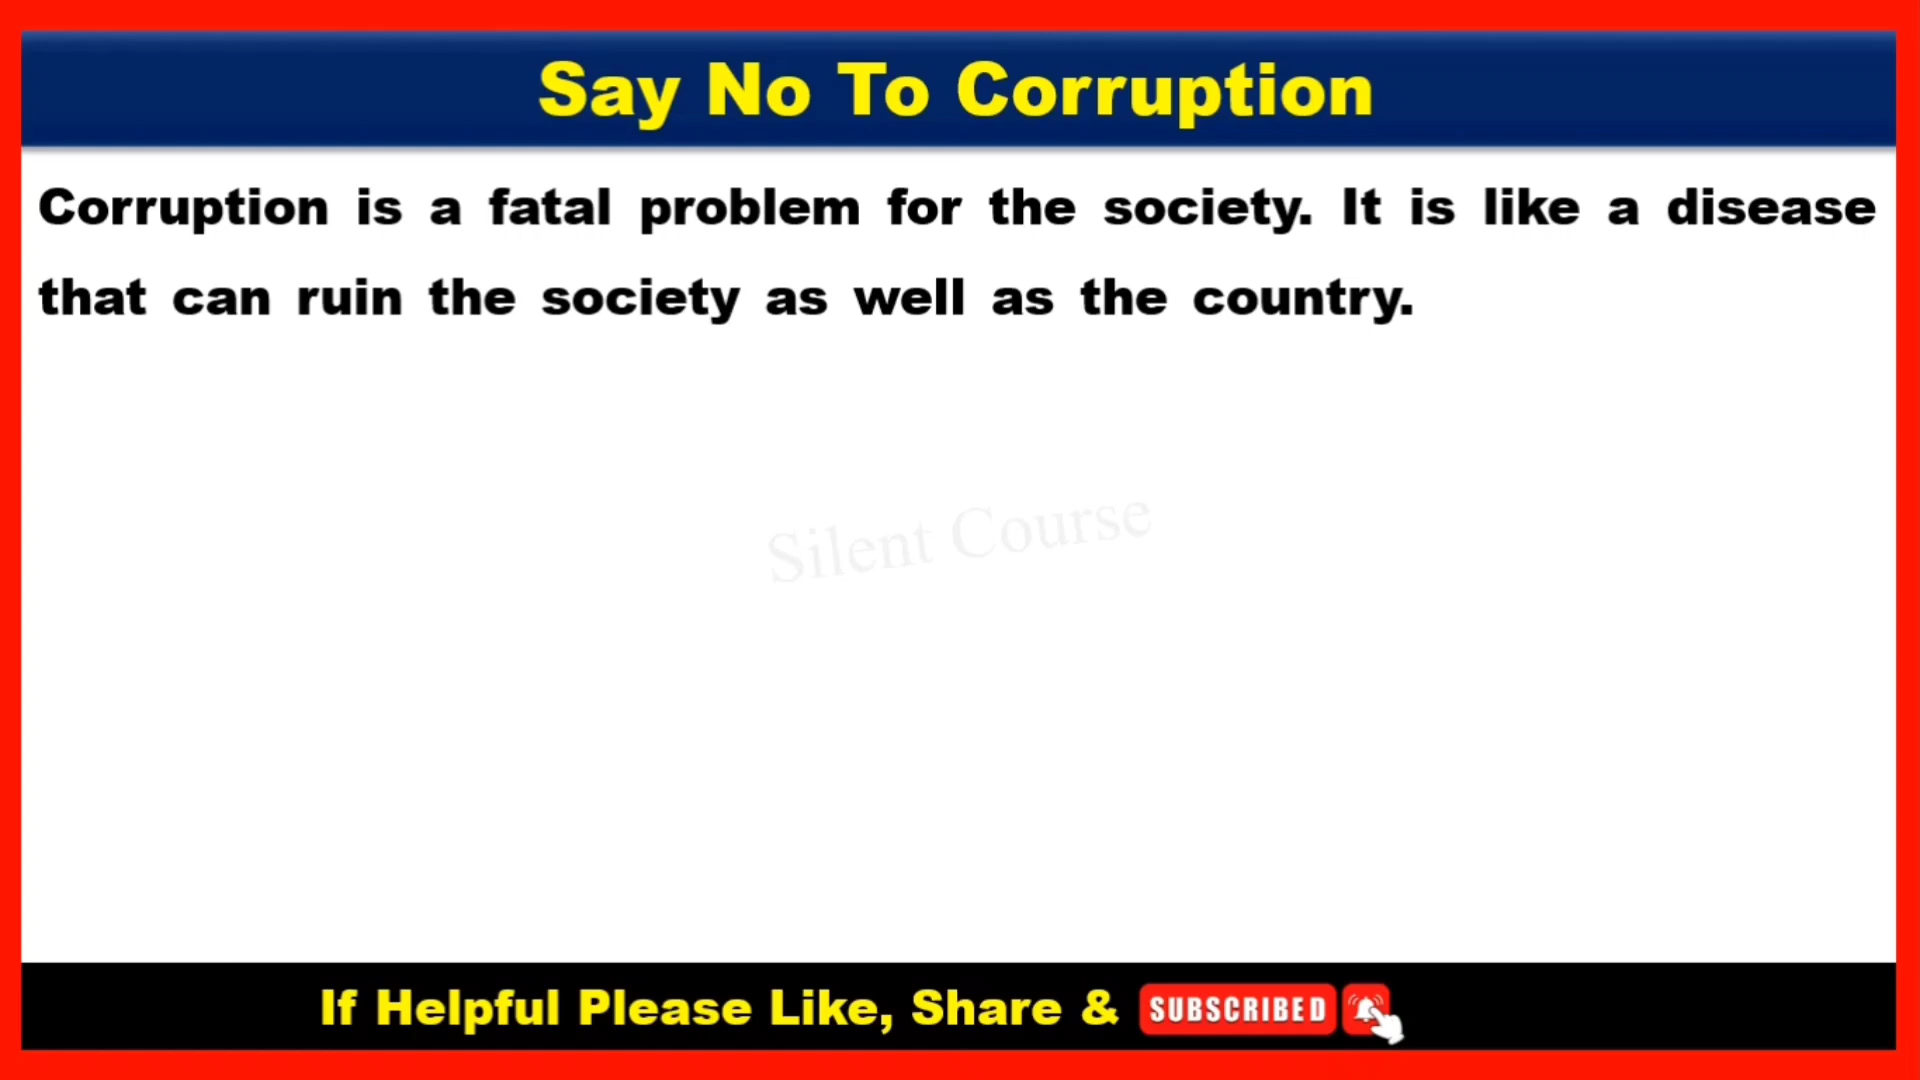 Say No To Corruption
Corruption is a fatal problem for the society. It is like a disease
that can ruin the society as well as the country.
Silent Course
If Helpful Please Like, Share & SUBSCRIBED